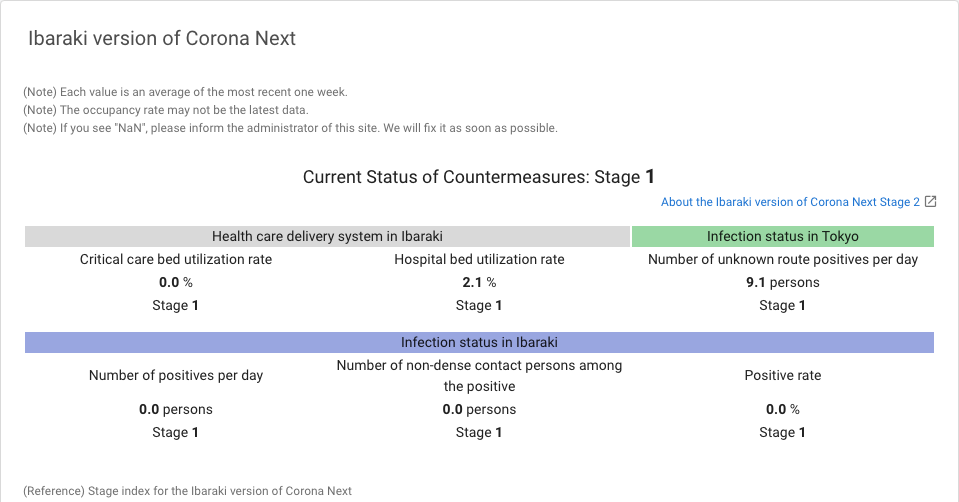 Ibaraki version of Corona Next
(Note) Each value is an average of the most recent one week.
(Note) The occupancy rate may not be the latest data.
(Note) If you see "NaN", please inform the administrator of this site. We will fix it as soon as possible.
Current Status of Countermeasures: Stage 1
About the Ibaraki version of Corona Next Stage 2
Health care delivery system in Ibaraki
Infection status in Tokyo
Critical care bed utilization rate
Hospital bed utilization rate
Number of unknown route positives per day
0.0 %
2.1 %
9.1 persons
Stage 1
Stage 1
Stage 1
Infection status in Ibaraki
Number of positives per day
Number of non-dense contact persons among
the positive
Positive rate
0.0 persons
0.0 persons
0.0 %
Stage 1
Stage 1
Stage 1
(Reference) Stage index for the Ibaraki version of Corona Next